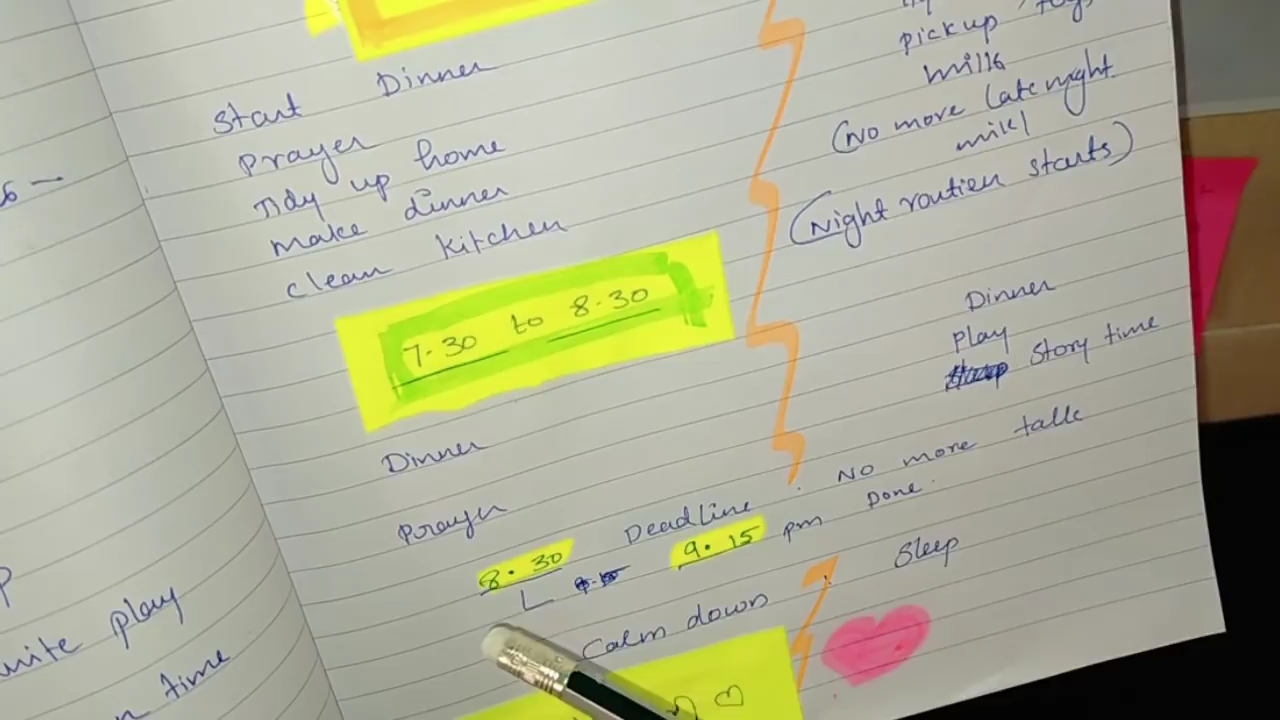 Start Dinner
Prayer
Tidy up home
make dinner
clean kitchen
7.30 to 8.30
Dinner
Prayer
Deadline
8.30
9.15 pm
Calm down
pickup
milk
(No more late night
milk)
(Night routien starts)
Dinner
play
story time
No more talk
Done.
Sleep
play
time